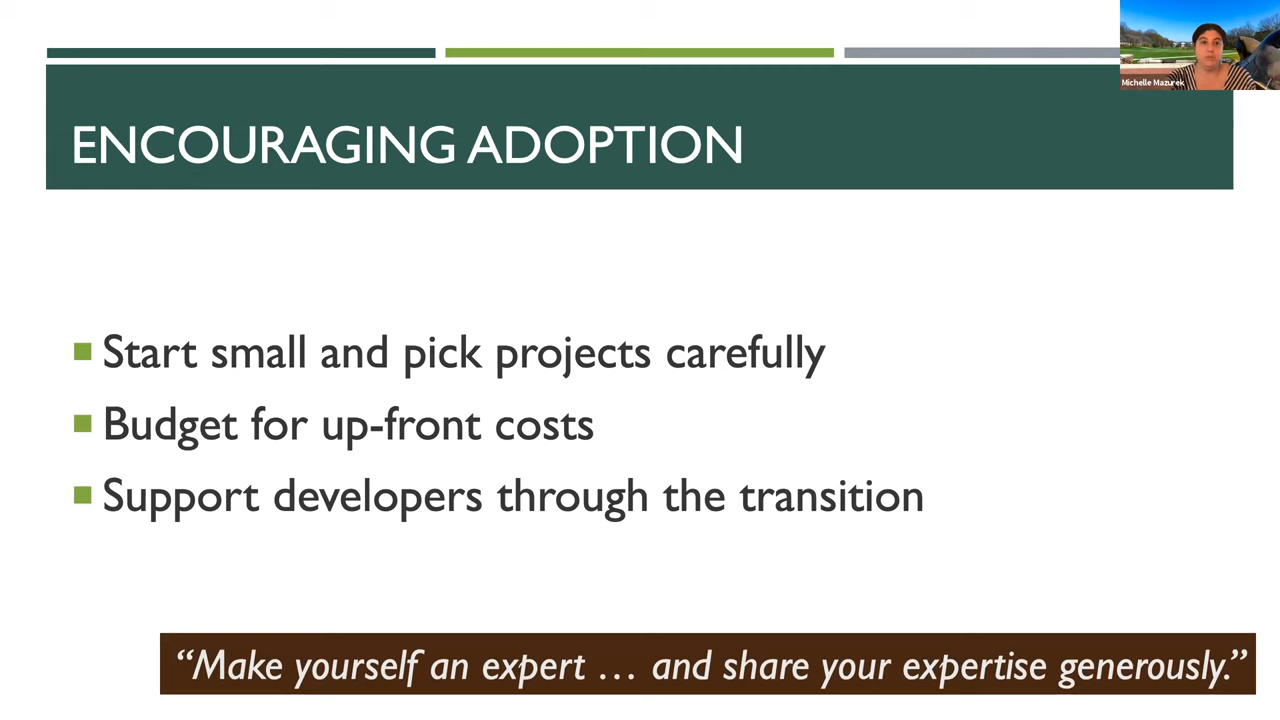 Michelle Mazurek
ENCOURAGING ADOPTION
Start small and pick projects carefully
Budget for up-front costs
Support developers through the transition
“Make yourself an expert … and share your expertise generously.”